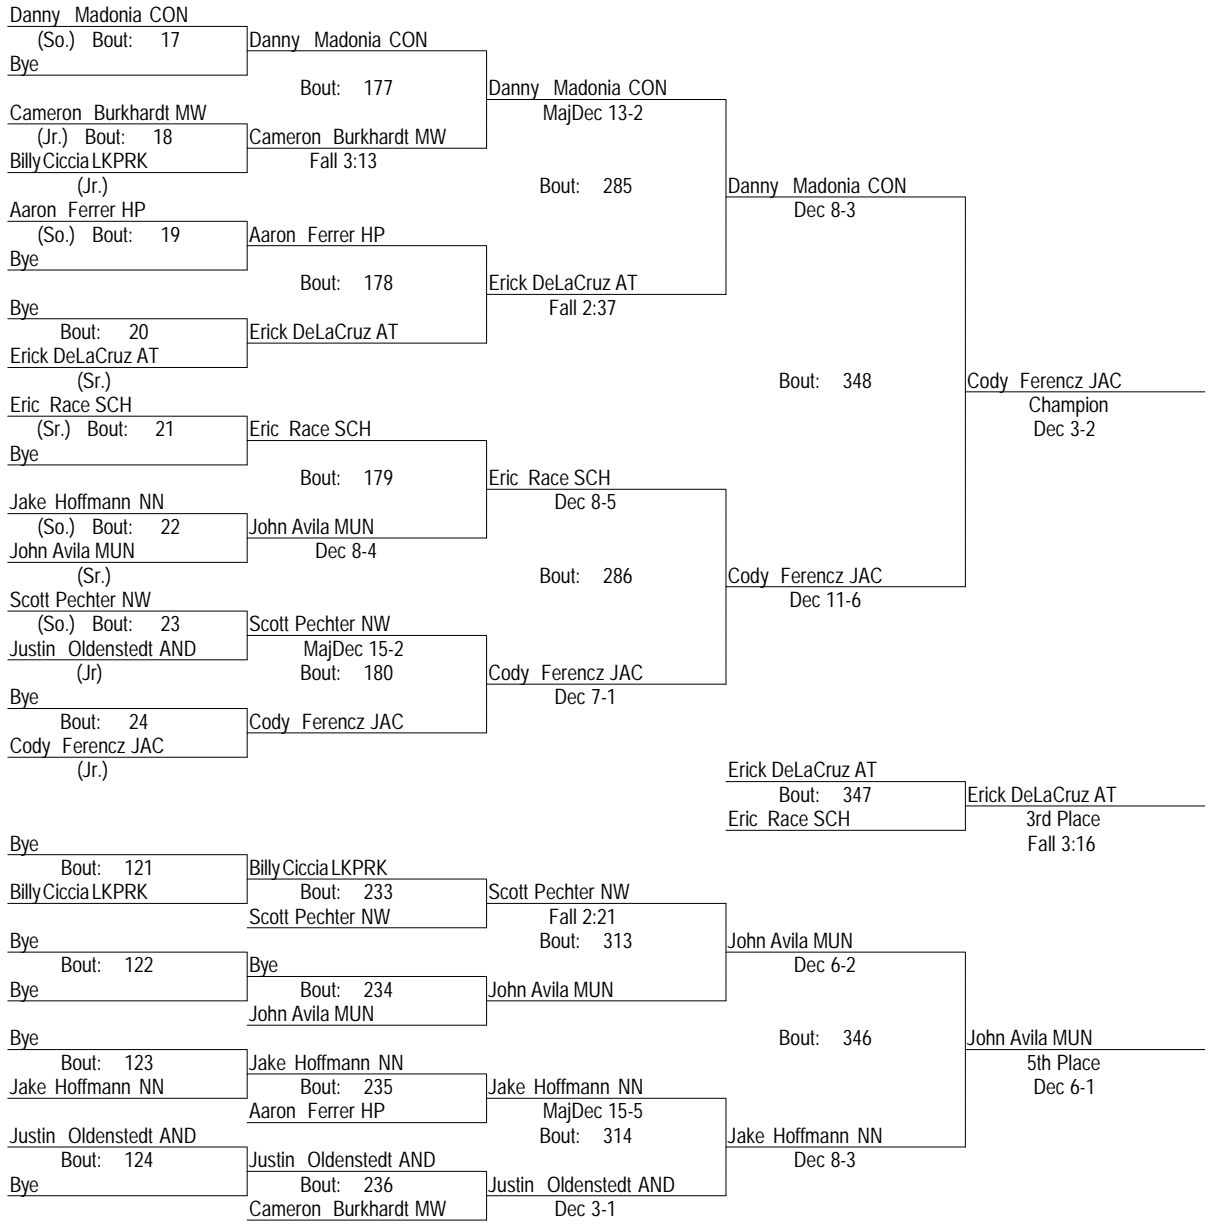 Danny Madonia CON
(So.) Bout: 17
Danny Madonia CON
Bye
Bout: 177
Danny Madonia CON
Cameron Burkhardt MW
MajDec 13-2
(Jr.) Bout: 18
Cameron Burkhardt MW
Billy Ciccia LKPRK
Fall 3:13
(Jr.)
Bout: 285
Danny Madonia CON
Aaron Ferrer HP
Dec 8-3
(So.) Bout: 19
Aaron Ferrer HP
Bye
Bout: 178
Erick DeLaCruz AT
Bye
Fall 2:37
Bout: 20
Erick DeLaCruz AT
Erick DeLaCruz AT
(Sr.)
Bout: 348
Cody Ferencz JAC
Eric Race SCH
Champion
(Sr.) Bout: 21
Eric Race SCH
Dec 3-2
Bye
Bout: 179
Eric Race SCH
Jake Hoffmann NN
Dec 8-5
(So.) Bout: 22
John Avila MUN
John Avila MUN
Dec 8-4
(Sr.)
Bout: 286
Cody Ferencz JAC
Scott Pechter NW
Dec 11-6
(So.) Bout: 23
Scott Pechter NW
Justin Oldenstedt AND
MajDec 15-2
(Jr)
Bout: 180
Cody Ferencz JAC
Bye
Dec 7-1
Bout: 24
Cody Ferencz JAC
Cody Ferencz JAC
(Jr.)
Erick DeLaCruz AT
Bout: 347
Erick DeLaCruz AT
Eric Race SCH
3rd Place
Fall 3:16
Bye
Bout: 121
Billy Ciccia LKPRK
Billy Ciccia LKPRK
Bout: 233
Scott Pechter NW
Scott Pechter NW
Fall 2:21
Bye
Bout: 313
John Avila MUN
Bout: 122
Bye
Dec 6-2
Bye
Bout: 234
John Avila MUN
John Avila MUN
Bye
Bout: 346
John Avila MUN
Bout: 123
Jake Hoffmann NN
5th Place
Jake Hoffmann NN
Bout: 235
Jake Hoffmann NN
Dec 6-1
Aaron Ferrer HP
MajDec 15-5
Justin Oldenstedt AND
Bout: 314
Jake Hoffmann NN
Bout: 124
Justin Oldenstedt AND
Dec 8-3
Bye
Bout: 236
Justin Oldenstedt AND
Cameron Burkhardt MW
Dec 3-1